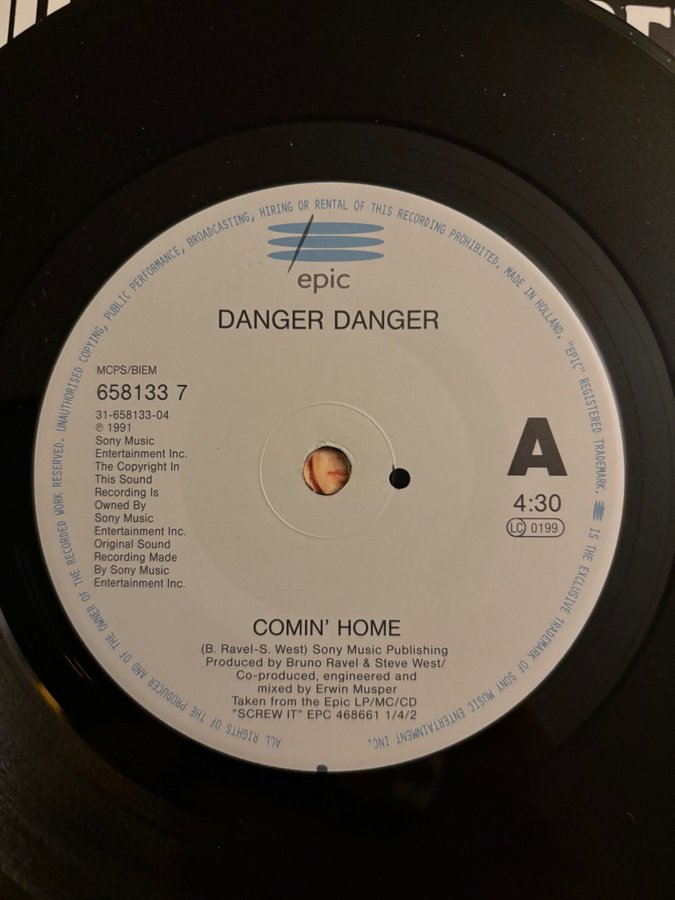 epic
DANGER DANGER
MCPS/BIEM
658133 7
31-658133-04
℗ 1991
Sony Music
Entertainment Inc.
The Copyright In
This Sound
Recording Is
Owned By
Sony Music
Entertainment Inc.
Original Sound
Recording Made
By Sony Music
Entertainment Inc.
A
4:30
LC 0199
COMIN' HOME
(B. Ravel-S. West) Sony Music Publishing
Produced by Bruno Ravel & Steve West/
Co-produced, engineered and
mixed by Erwin Musper
Taken from the Epic LP/MC/CD
"SCREW IT" EPC 468661 1/4/2
ALL RIGHTS OF THE PRODUCER AND OF THE OWNER OF THE RECORDED WORK RESERVED. UNAUTHORISED COPYING, PUBLIC PERFORMANCE, BROADCASTING, HIRING OR RENTAL OF THIS RECORDING PROHIBITED. MADE IN HOLLAND. "EPIC" REGISTERED TRADEMARK. IS THE EXCLUSIVE TRADEMARK OF SONY MUSIC ENTERTAINMENT INC.